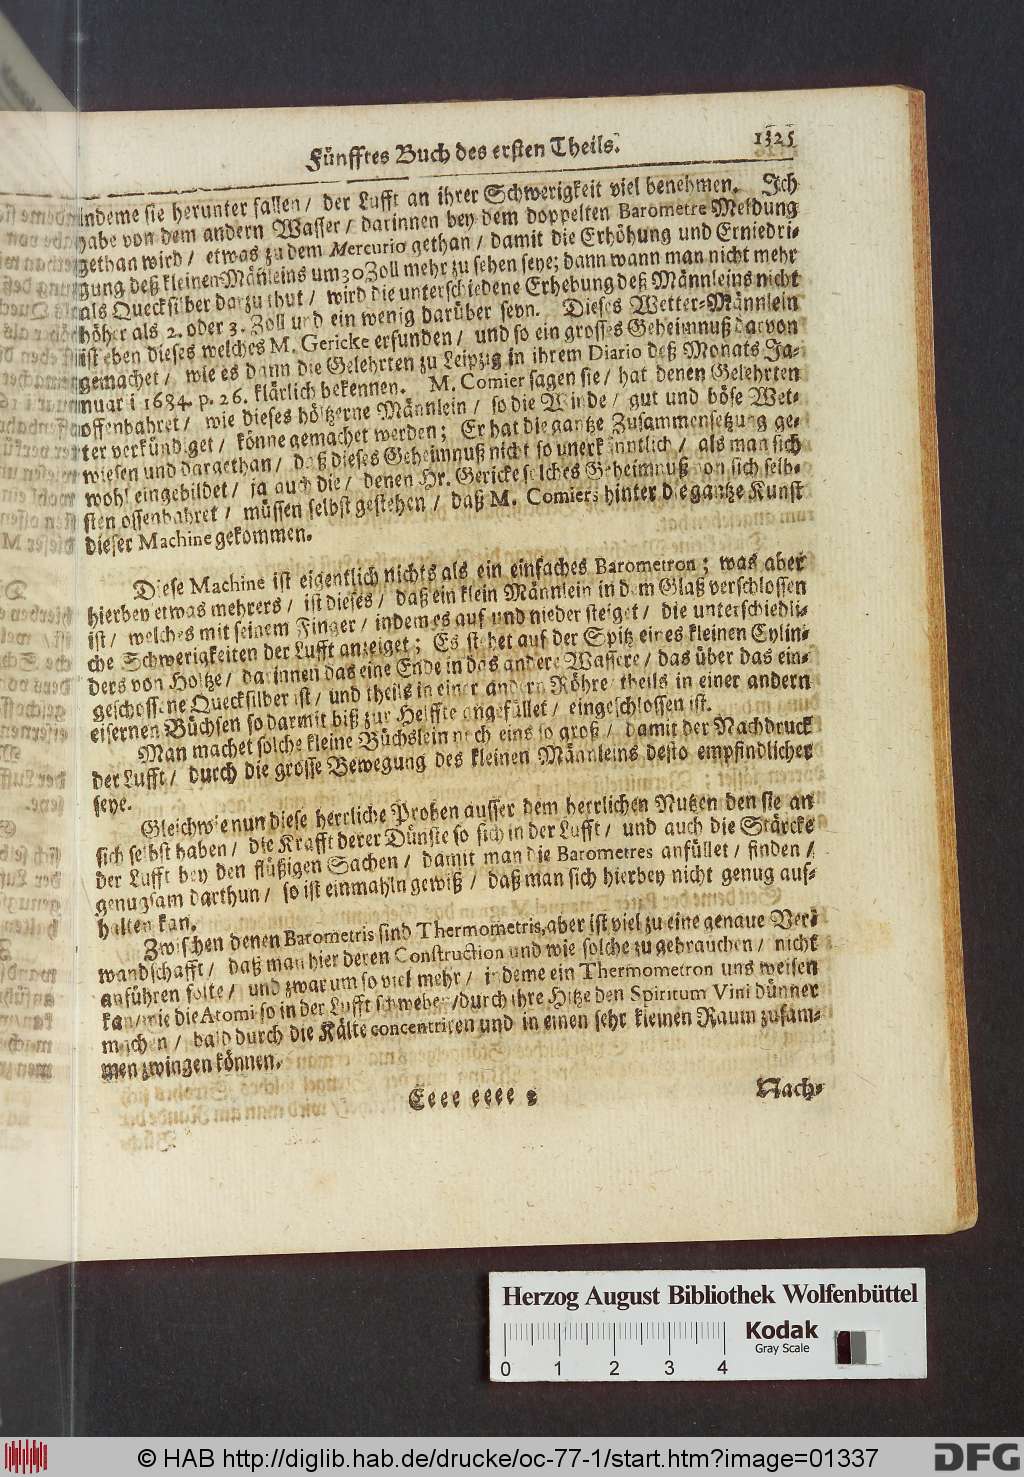 Fünfftes Buch des ersten Theils. 1325
indeme sie herunter fallen / der Lufft an ihrer Schwerigkeit viel benehmen. Ich
habe von dem andern Wasser / darinnen bey dem doppelten Barometre Meldung
gethan wird / etwas zu dem Mercurio gethan / damit die Erhöhung und Erniedri-
gung deß kleinen Männleins um 30 Zoll mehr zu sehen seye; dann wann man nicht mehr
als Quecksilber darzu thut / wird die unterschiedene Erhebung deß Männleins nicht
höher als 2. oder 3. Zoll und ein wenig darüber seyn. Dieses Wetter-Männlein
ist eben dieses welches M. Gericke erfunden / und so ein grosses Geheimnuß darvon
gemachet / wie es dann die Gelehrten zu Leipzig in ihrem Diario deß Monats Ja-
nuarii 1684. p. 26. klärlich bekennen. M. Comier sagen sie / hat denen Gelehrten
offenbahret / wie dieses höltzerne Männlein / so die Winde / gut und böse Wet-
ter verkündiget / könne gemachet werden; Er hat die gantze Zusammensetzung ge-
wiesen und dargethan / daß dieses Geheimnuß nicht so unerkänntlich / als man sich
wohl eingebildet / ja auch die / denen Hr. Gericke solches Geheimnuß von sich selb-
sten offenbahret / müssen selbst gestehen / daß M. Comiers hinter die gantze Kunst
dieser Machine gekommen.
Diese Machine ist eigentlich nichts als ein einfaches Barometron; was aber
hierbey etwas mehrers / ist dieses / daß ein klein Männlein in dem Glaß verschlossen
ist / welches mit seinem Finger / indem es auf und nieder steiget / die unterschiedli-
che Schwerigkeiten der Lufft anzeiget; Es stehet auf der Spitz eines kleinen Cylin-
ders von Holtze / darinnen das eine Ende in das andere Wassere / das über das ein-
geschossene Quecksilber ist / und theils in einer andern Röhre / theils in einer andern
eisernen Büchsen so darmit biß zur Helffte angefüllet / eingeschlossen ist.
Man machet solche kleine Büchslein noch eins so groß / damit der Nachdruck
der Lufft / durch die grosse Bewegung des kleinen Männleins desto empfindlicher
seye.
Gleichwie nun diese herrliche Proben ausser dem herrlichen Nutzen den sie an
sich selbst haben / die Krafft derer Dünste so sich in der Lufft / und auch die Stärcke
der Lufft bey den flüßigen Sachen / damit man die Barometres anfüllet / finden /
genugsam darthun / so ist einmahln gewiß / daß man sich hierbey nicht genug auf-
halten kan.
Zwischen denen Barometris sind Thermometris, aber ist viel zu eine genaue Ver-
wandschafft / daß man hier deren Construction und wie solche zu gebrauchen / nicht
anführen solte / und zwar um so viel mehr / indeme ein Thermometron uns weisen
kan / wie die Atomi so in der Lufft schweben / durch ihre Hitze den Spiritum Vini dünner
machen / bald durch die Kälte concentriren und in einen sehr kleinen Raum zusam-
men zwingen können.
Eeee eeee 2 Nach-
Herzog August Bibliothek Wolfenbüttel
Kodak
Gray Scale
0 1 2 3 4
© HAB http://diglib.hab.de/drucke/oc-77-1/start.htm?image=01337
DFG